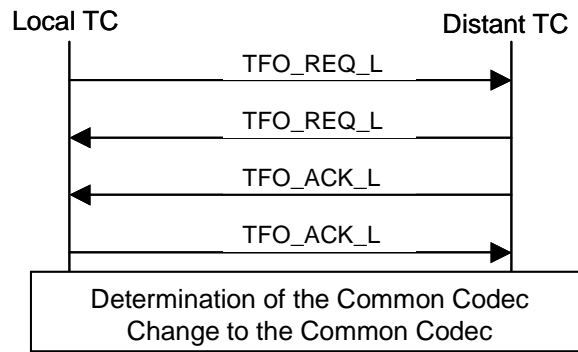 Local TC
Distant TC
TFO_REQ_L
TFO_REQ_L
TFO_ACK_L
TFO_ACK_L
Determination of the Common Codec
Change to the Common Codec